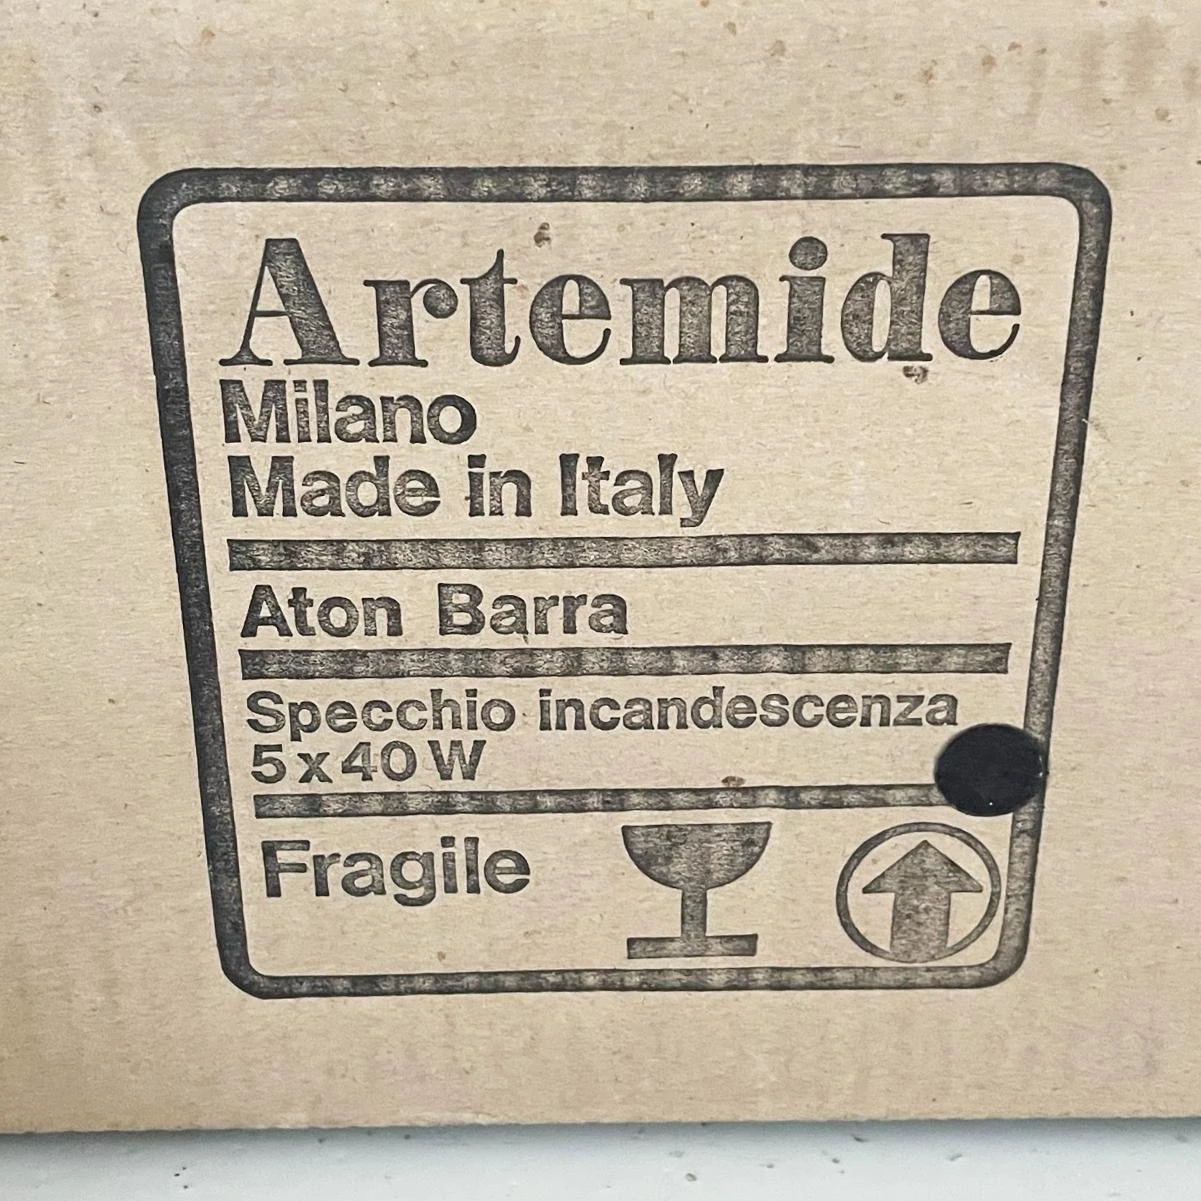 Artemide
Milano
Made in Italy
Aton Barra
Specchio incandescenza
5x40W
Fragile